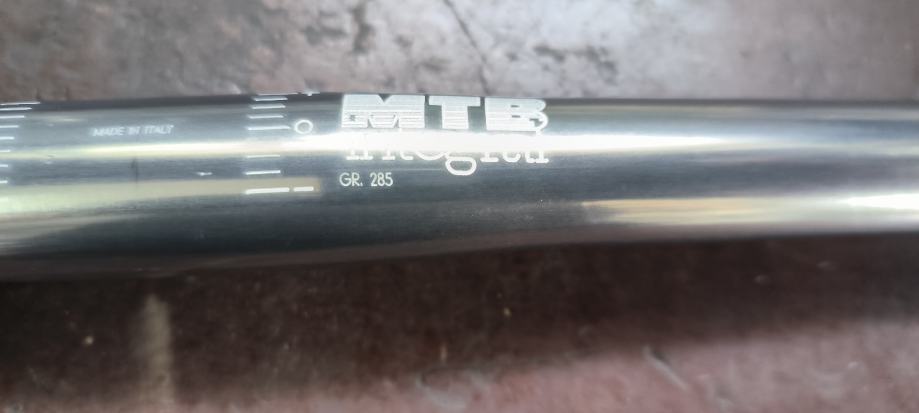 MADE IN ITALY
MTB
integral
GR. 285